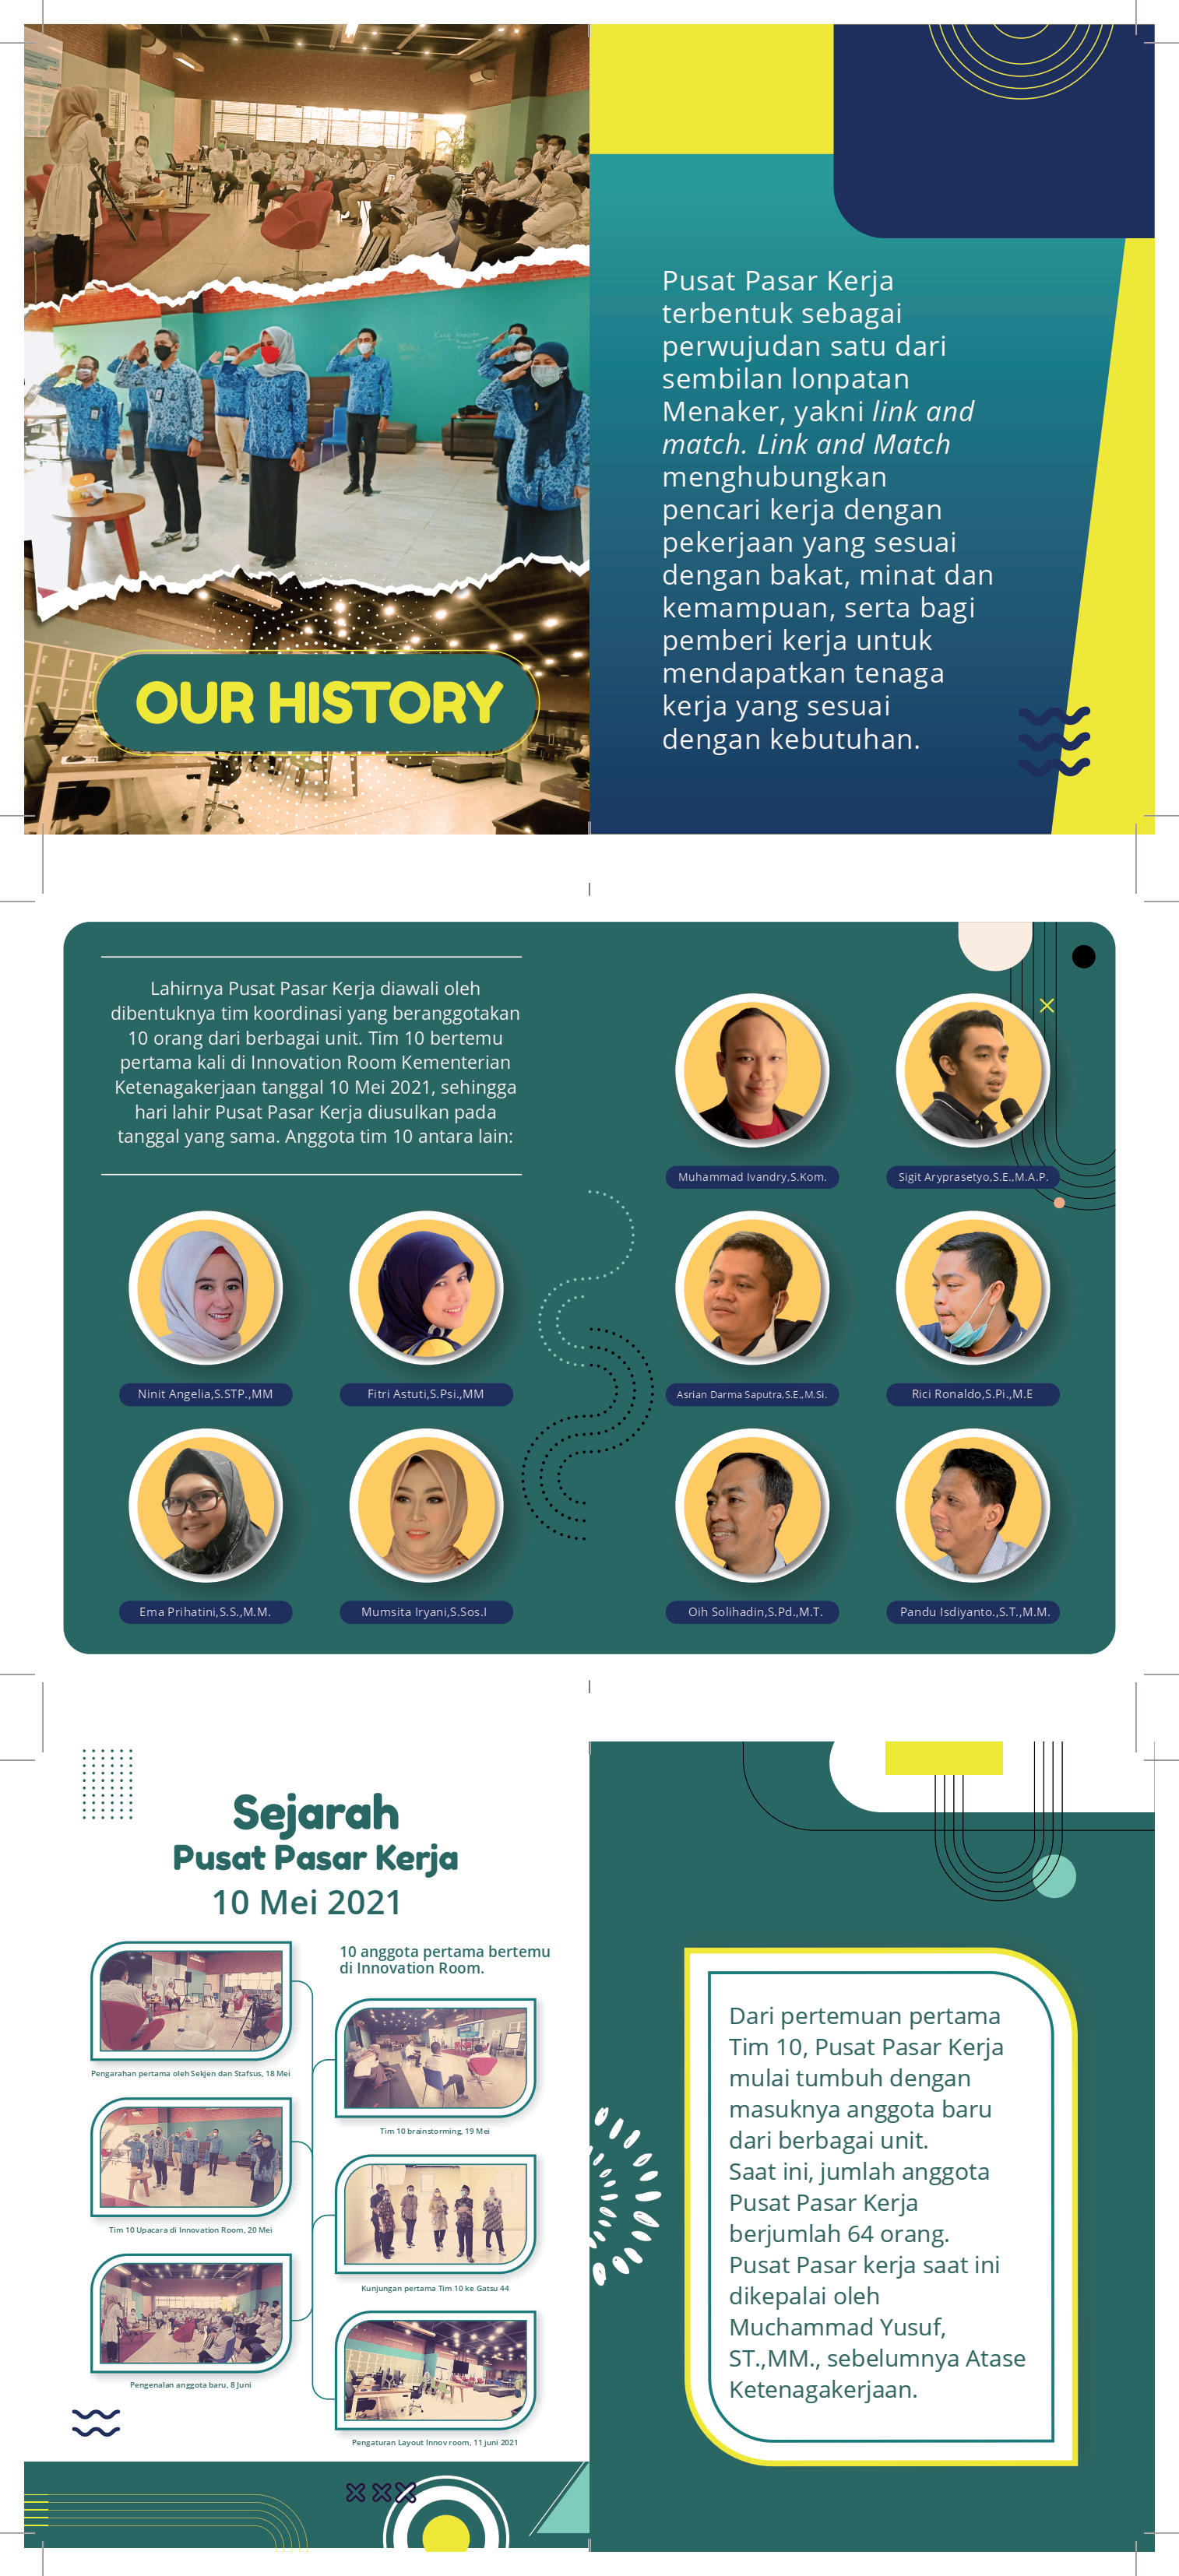 OUR HISTORY
Pusat Pasar Kerja
terbentuk sebagai
perwujudan satu dari
sembilan lonpatan
Menaker, yakni link and
match. Link and Match
menghubungkan
pencari kerja dengan
pekerjaan yang sesuai
dengan bakat, minat dan
kemampuan, serta bagi
pemberi kerja untuk
mendapatkan tenaga
kerja yang sesuai
dengan kebutuhan.
Lahirnya Pusat Pasar Kerja diawali oleh
dibentuknya tim koordinasi yang beranggotakan
10 orang dari berbagai unit. Tim 10 bertemu
pertama kali di Innovation Room Kementerian
Ketenagakerjaan tanggal 10 Mei 2021, sehingga
hari lahir Pusat Pasar Kerja diusulkan pada
tanggal yang sama. Anggota tim 10 antara lain:
Muhammad Ivandry,S.Kom.
Sigit Aryprasetyo,S.E.,M.A.P.
Ninit Angelia,S.STP.,MM
Fitri Astuti,S.Psi.,MM
Asrian Darma Saputra,S.E.,M.Si.
Rici Ronaldo,S.Pi.,M.E
Ema Prihatini,S.S.,M.M.
Mumsita Iryani,S.Sos.I
Oih Solihadin,S.Pd.,M.T.
Pandu Isdiyanto.,S.T.,M.M.
Sejarah
Pusat Pasar Kerja
10 Mei 2021
10 anggota pertama bertemu
di Innovation Room.
Pengarahan pertama oleh Sekjen dan Stafsus, 18 Mei
Tim 10 brainstorming, 19 Mei
Tim 10 Upacara di Innovation Room, 20 Mei
Kunjungan pertama Tim 10 ke Gatsu 44
Pengenalan anggota baru, 8 Juni
Pengaturan Layout Innov room, 11 juni 2021
Dari pertemuan pertama
Tim 10, Pusat Pasar Kerja
mulai tumbuh dengan
masuknya anggota baru
dari berbagai unit.
Saat ini, jumlah anggota
Pusat Pasar Kerja
berjumlah 64 orang.
Pusat Pasar kerja saat ini
dikepalai oleh
Muchammad Yusuf,
ST.,MM., sebelumnya Atase
Ketenagakerjaan.